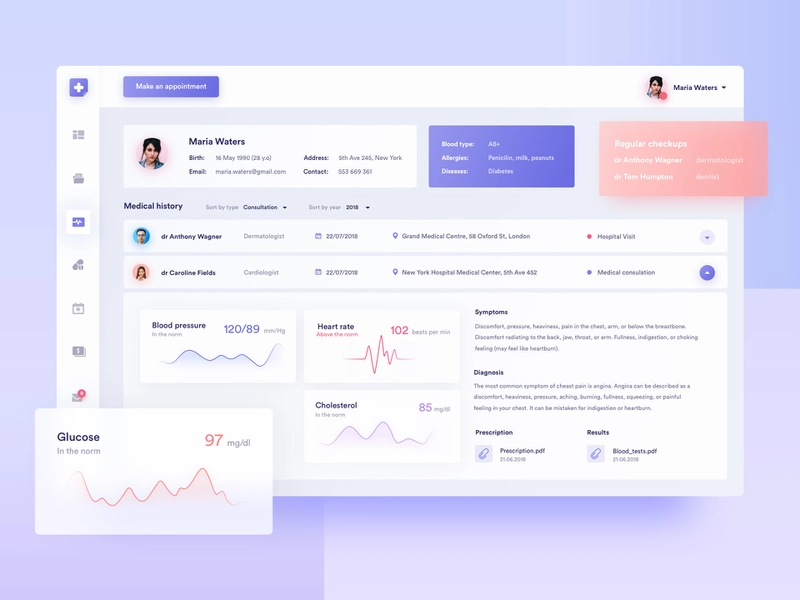 Make an appointment
Maria Waters
Maria Waters
Birth: 16 May 1990 (28 y.o)
Address: 5th Ave 245, New York
Email: maria.waters@gmail.com
Contact: 553 669 361
Blood type: AB+
Allergies: Penicilin, milk, peanuts
Diseases: Diabetes
Regular checkups
dr Anthony Wagner dermatologist
dr Tom Humpton dentist
Medical history
Sort by type Consultation
Sort by year 2018
dr Anthony Wagner Dermatologist 22/07/2018 Grand Medical Centre, 58 Oxford St, London Hospital Visit
dr Caroline Fields Cardiologist 22/07/2018 New York Hospital Medical Center, 5th Ave 452 Medical consulation
Blood pressure
In the norm
120/89 mm/Hg
Heart rate
Above the norm
102 beats per min
Cholesterol
In the norm
85 mg/dl
Symptoms
Discomfort, pressure, heaviness, pain in the chest, arm, or below the breastbone.
Discomfort radiating to the back, jaw, throat, or arm. Fullness, indigestion, or choking
feeling (may feel like heartburn).
Diagnosis
The most common symptom of cheast pain is angina. Angina can be described as a
discomfort, heaviness, pressure, aching, burning, fullness, squeezing, or painful
feeling in your chest. It can be mistaken for indigestion or heartburn.
Prescription
Prescription.pdf
21.06.2018
Results
Blood_tests.pdf
21.06.2018
Glucose
In the norm
97 mg/dl